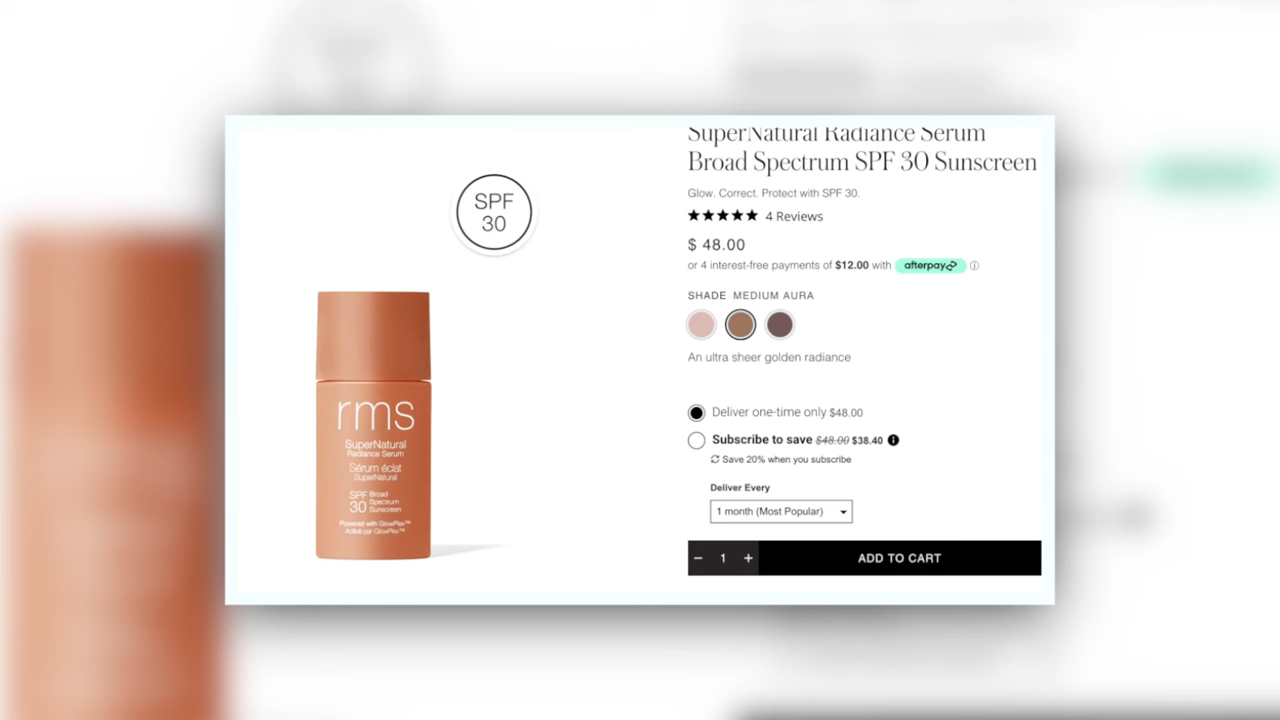 SPF
30
rms
SuperNatural
Radiance Serum
Sérum éclat
SuperNatural
SPF Broad
30 Spectrum
Sunscreen
Powered with GlowPlex™
Activé par GlowPlex™
SuperNatural Radiance Serum
Broad Spectrum SPF 30 Sunscreen
Glow. Correct. Protect with SPF 30.
4 Reviews
$ 48.00
or 4 interest-free payments of $12.00 with afterpay
SHADE MEDIUM AURA
An ultra sheer golden radiance
Deliver one-time only $48.00
Subscribe to save $48.00 $38.40
Save 20% when you subscribe
Deliver Every
1 month (Most Popular)
− 1 + ADD TO CART